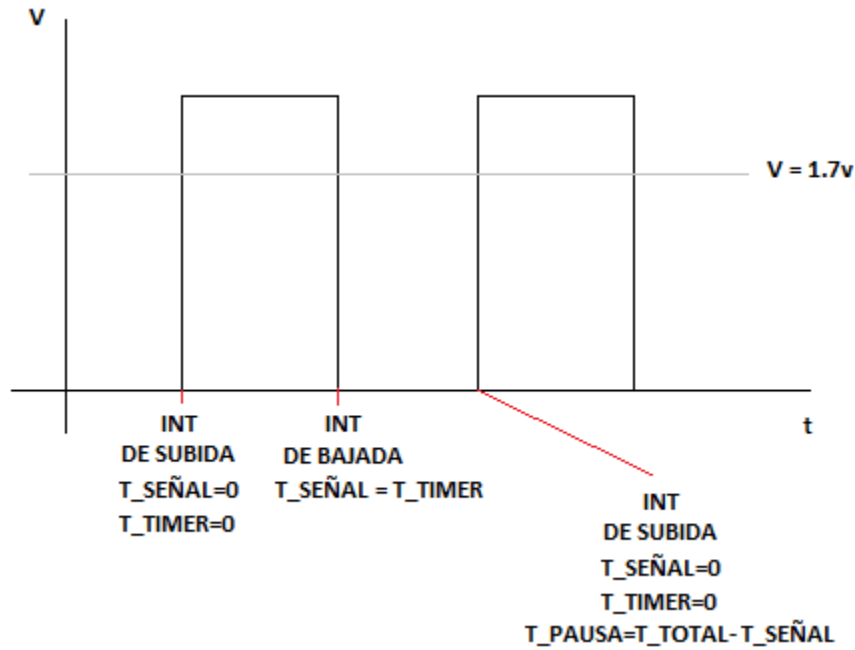 V
V = 1.7v
t
INT
DE SUBIDA
T_SEÑAL=0
T_TIMER=0
INT
DE BAJADA
T_SEÑAL = T_TIMER
INT
DE SUBIDA
T_SEÑAL=0
T_TIMER=0
T_PAUSA=T_TOTAL-T_SEÑAL